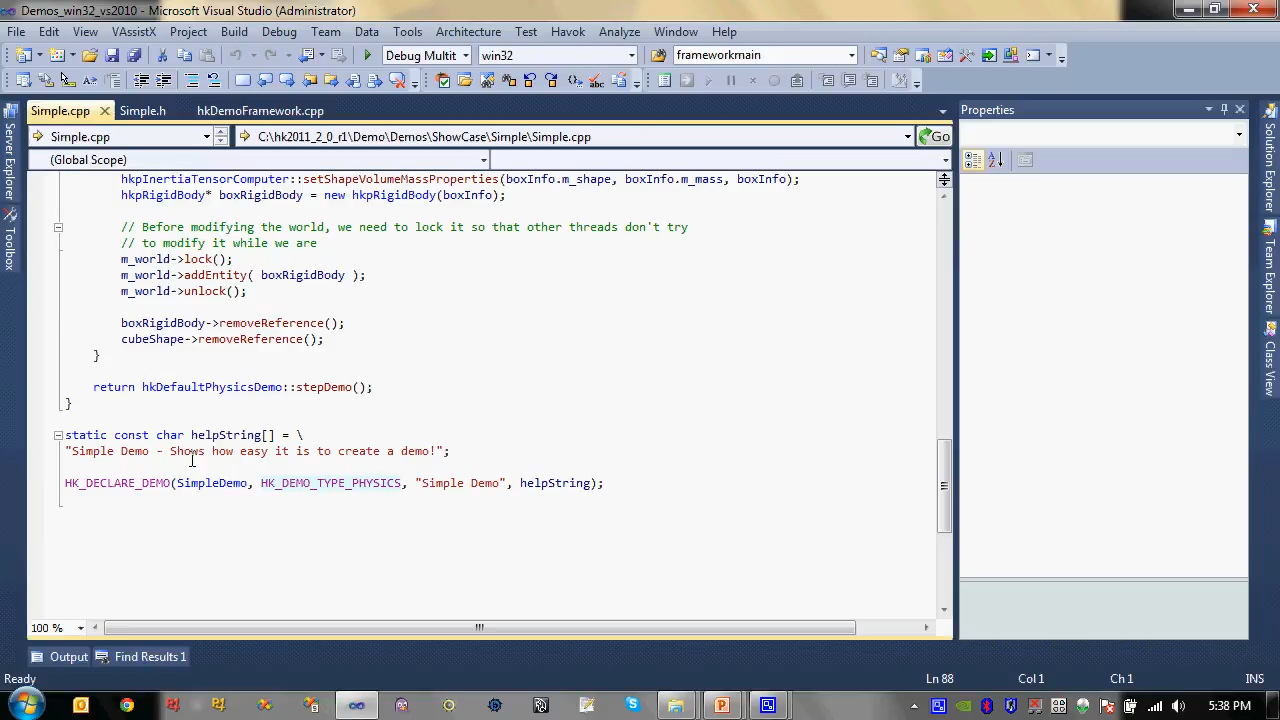 Demos_win32_vs2010 - Microsoft Visual Studio (Administrator)
File Edit View VAssistX Project Build Debug Team Data Tools Architecture Test Havok Analyze Window Help
Debug Multit win32 frameworkmain
Simple.cpp Simple.h hkDemoFramework.cpp
Properties
Simple.cpp C:\hk2011_2_0_r1\Demo\Demos\ShowCase\Simple\Simple.cpp Go
(Global Scope)
hkpInertiaTensorComputer::setShapeVolumeMassProperties(boxInfo.m_shape, boxInfo.m_mass, boxInfo);
hkpRigidBody* boxRigidBody = new hkpRigidBody(boxInfo);
// Before modifying the world, we need to lock it so that other threads don't try
// to modify it while we are
m_world->lock();
m_world->addEntity( boxRigidBody );
m_world->unlock();
boxRigidBody->removeReference();
cubeShape->removeReference();
}
return hkDefaultPhysicsDemo::stepDemo();
}
static const char helpString[] = \
"Simple Demo - Shows how easy it is to create a demo!";
HK_DECLARE_DEMO(SimpleDemo, HK_DEMO_TYPE_PHYSICS, "Simple Demo", helpString);
100 %
Output Find Results 1
Ready Ln 88 Col 1 Ch 1 INS
5:38 PM
Server Explorer
Toolbox
Solution Explorer
Team Explorer
Class View